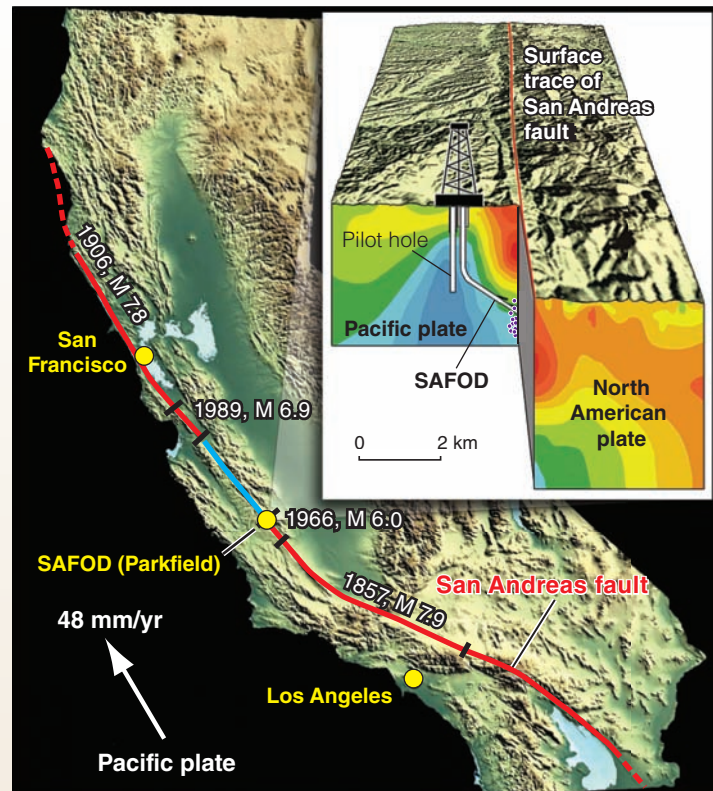 Surface
trace of
San Andreas
fault
Pilot hole
Pacific plate
SAFOD
North
American
plate
0 2 km
1906, M 7.8
San
Francisco
1989, M 6.9
1966, M 6.0
SAFOD (Parkfield)
1857, M 7.9
San Andreas fault
48 mm/yr
Los Angeles
Pacific plate